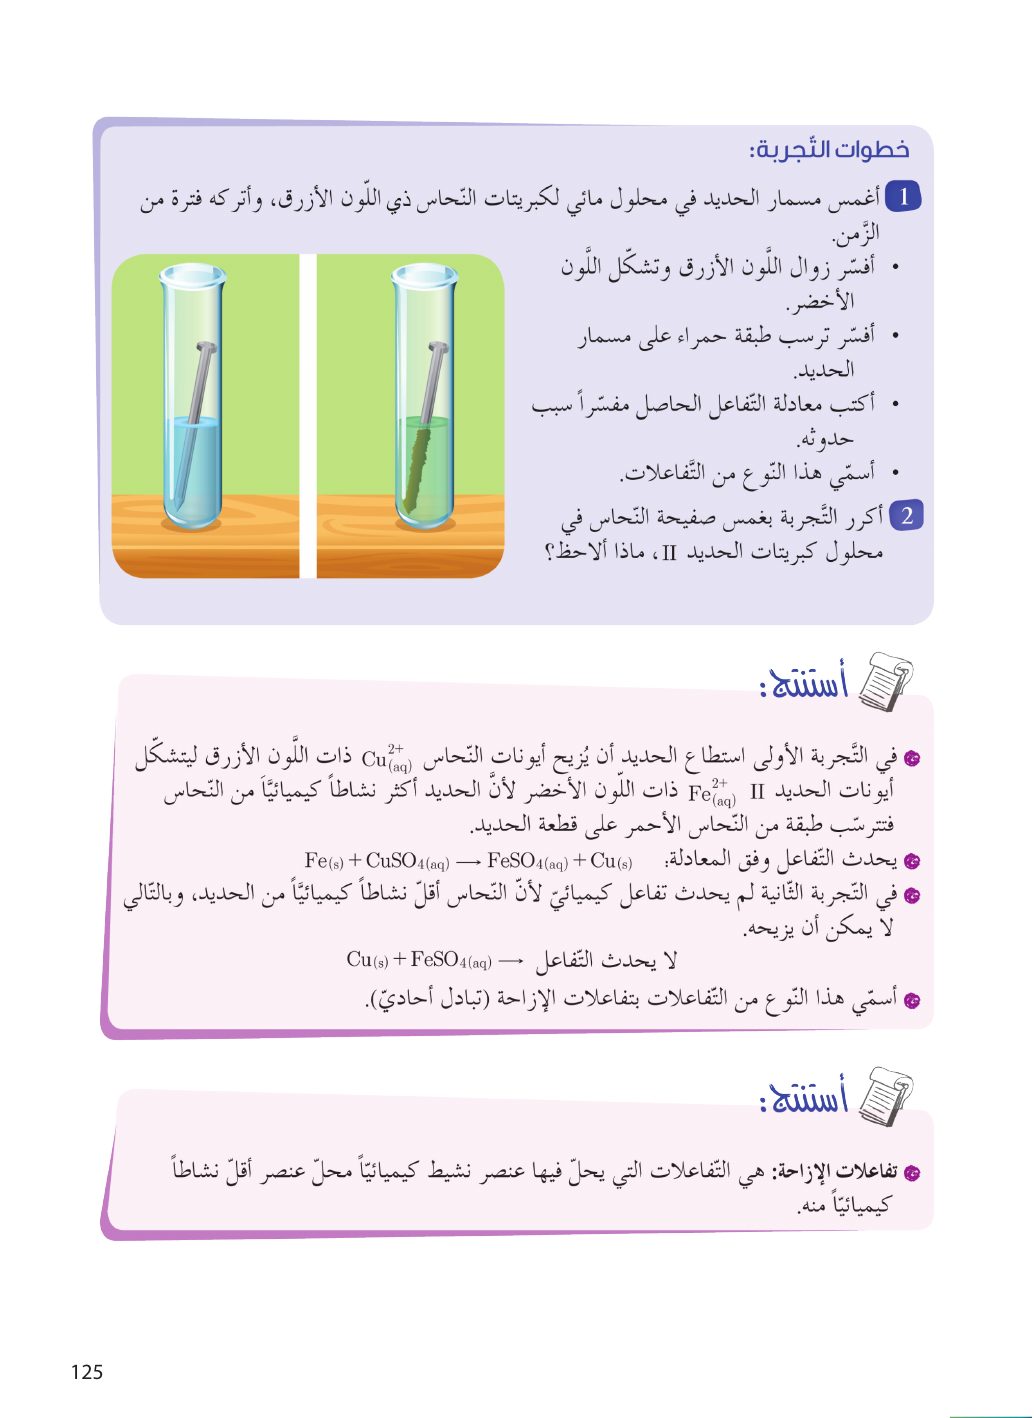 خطوات التّجربة:
1 أغمس مسمار الحديد في محلول مائي لكبريتات النّحاس ذي اللّون الأزرق، وأتركه فترة من
الزَّمن.
• أفسّر زوال اللَّون الأزرق وتشكّل اللَّون
الأخضر.
• أفسّر ترسب طبقة حمراء على مسمار
الحديد.
• أكتب معادلة التّفاعل الحاصل مفسّراً سبب
حدوثه.
• أسمّي هذا النّوع من التَّفاعلات.
2 أكرر التَّجربة بغمس صفيحة النّحاس في
محلول كبريتات الحديد II، ماذا ألاحظ؟
أستنتج:
في التَّجربة الأولى استطاع الحديد أن يُزيح أيونات النّحاس Cu²⁺(aq) ذات اللَّون الأزرق ليتشكّل
أيونات الحديد II Fe²⁺(aq) ذات اللّون الأخضر لأنَّ الحديد أكثر نشاطاً كيميائيَّاَ من النّحاس
فتترسّب طبقة من النّحاس الأحمر على قطعة الحديد.
يحدث التّفاعل وفق المعادلة: Fe(s) + CuSO4(aq) ⟶ FeSO4(aq) + Cu(s)
في التّجربة الثّانية لم يحدث تفاعل كيميائيّ لأنّ النّحاس أقلّ نشاطاً كيميائيَّاً من الحديد، وبالتّالي
لا يمكن أن يزيحه.
Cu(s) + FeSO4(aq) ⟶ لا يحدث التّفاعل
أسمّي هذا النّوع من التّفاعلات بتفاعلات الإزاحة (تبادل أحاديّ).
أستنتج:
تفاعلات الإزاحة: هي التّفاعلات التي يحلّ فيها عنصر نشيط كيميائيّاً محلّ عنصر أقلّ نشاطاً
كيميائيّاً منه.
125